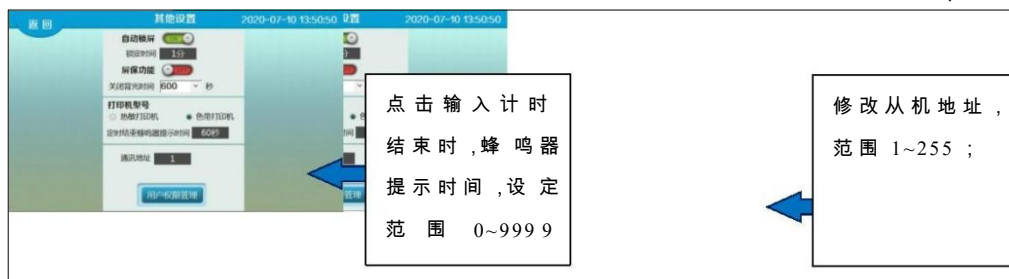 返回 其他设置 2020-07-10 13:50:50 设置 2020-07-10 13:50:50
自动锁屏
锁定时间 1分
屏保功能
关闭背光时间 600 秒
打印机型号
热敏打印机 色带打印机
定时结束蜂鸣器提示时间 60秒
通讯地址 1
用户权限管理
点击输入计时
结束时,蜂 鸣器
提示时间 ,设 定
范 围 0~999 9
修改从机地址 ,
范围 1~255 ;